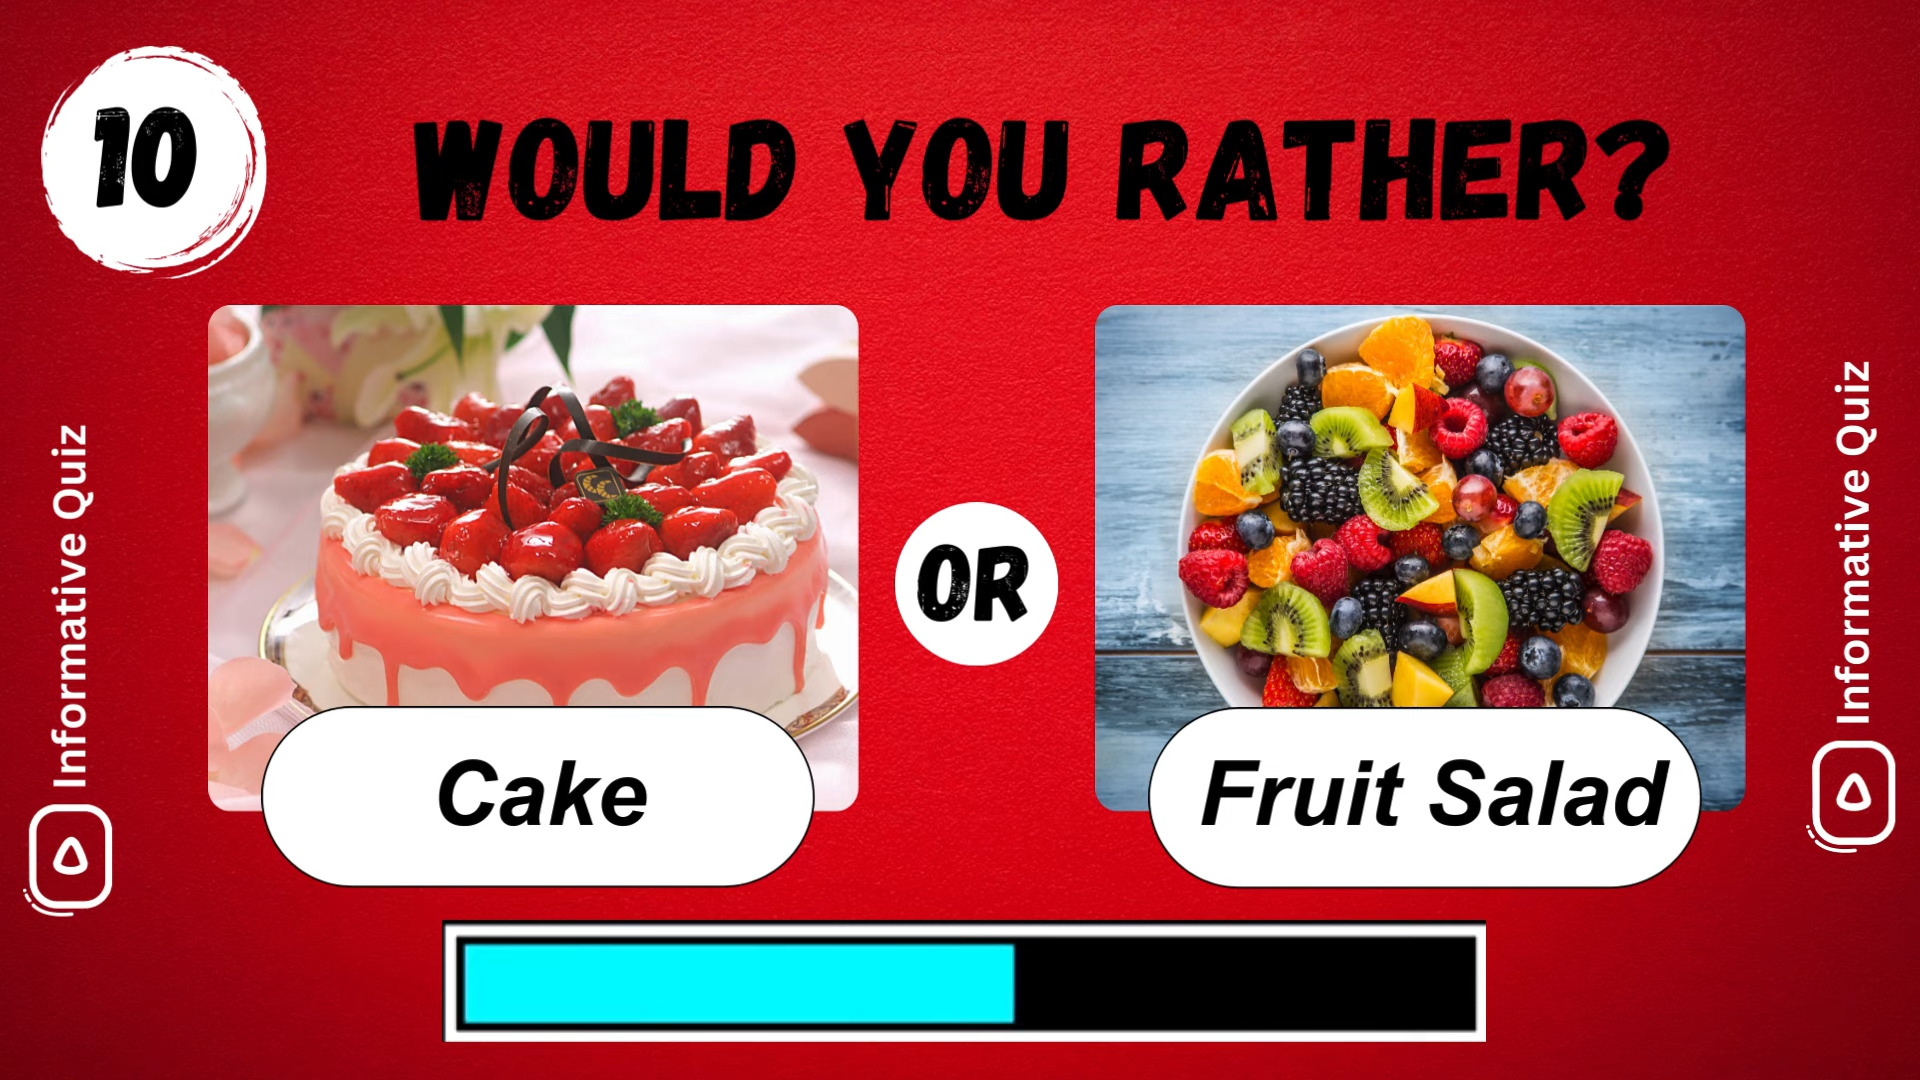 10
WOULD YOU RATHER?
OR
Cake
Fruit Salad
Informative Quiz
Informative Quiz